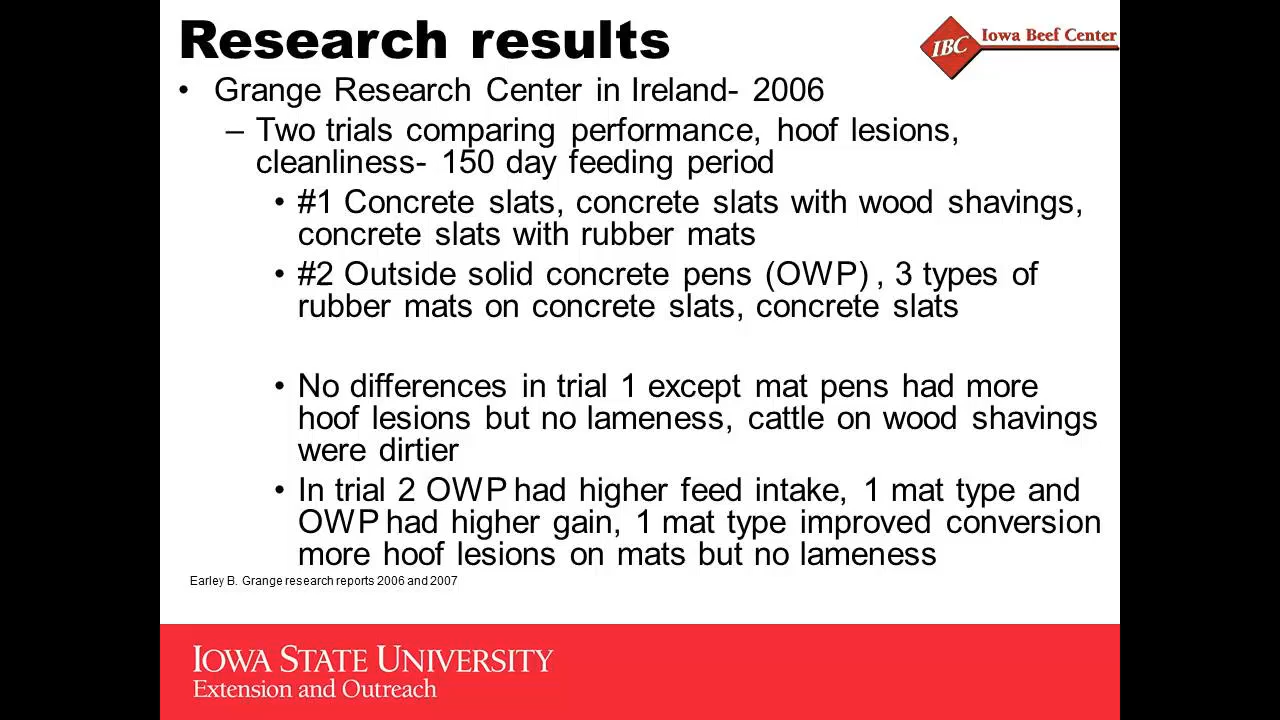 Research results
IBC
Iowa Beef Center
• Grange Research Center in Ireland- 2006
– Two trials comparing performance, hoof lesions,
cleanliness- 150 day feeding period
• #1 Concrete slats, concrete slats with wood shavings,
concrete slats with rubber mats
• #2 Outside solid concrete pens (OWP) , 3 types of
rubber mats on concrete slats, concrete slats
• No differences in trial 1 except mat pens had more
hoof lesions but no lameness, cattle on wood shavings
were dirtier
• In trial 2 OWP had higher feed intake, 1 mat type and
OWP had higher gain, 1 mat type improved conversion
more hoof lesions on mats but no lameness
Earley B. Grange research reports 2006 and 2007
IOWA STATE UNIVERSITY
Extension and Outreach